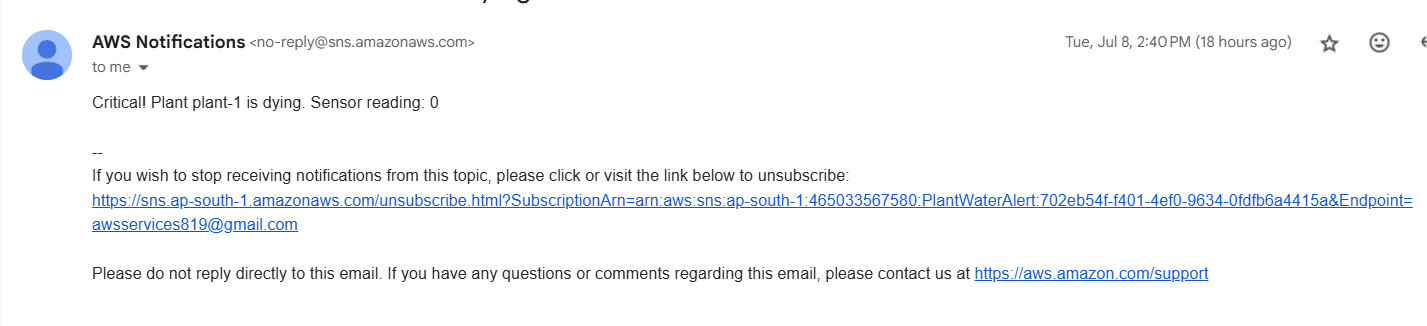 AWS Notifications <no-reply@sns.amazonaws.com>
Tue, Jul 8, 2:40 PM (18 hours ago)
to me
Critical! Plant plant-1 is dying. Sensor reading: 0
--
If you wish to stop receiving notifications from this topic, please click or visit the link below to unsubscribe:
https://sns.ap-south-1.amazonaws.com/unsubscribe.html?SubscriptionArn=arn:aws:sns:ap-south-1:465033567580:PlantWaterAlert:702eb54f-f401-4ef0-9634-0fdfb6a4415a&Endpoint=
awsservices819@gmail.com
Please do not reply directly to this email. If you have any questions or comments regarding this email, please contact us at https://aws.amazon.com/support